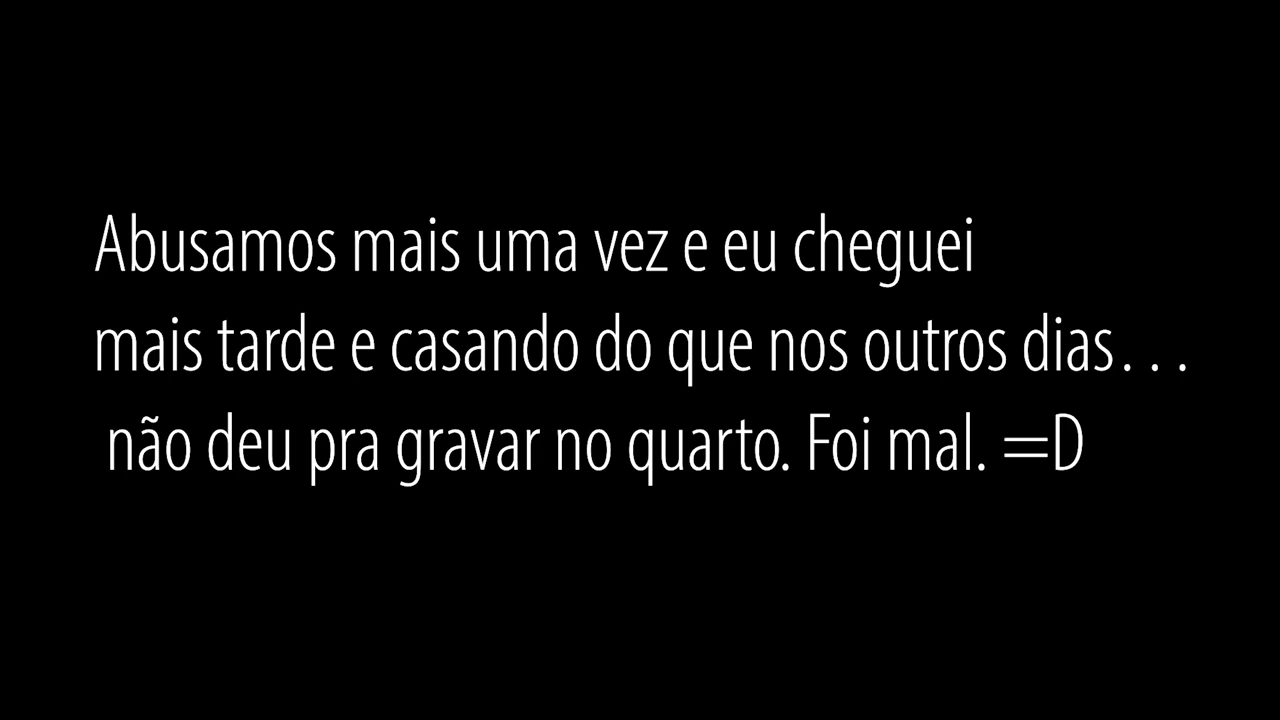 Abusamos mais uma vez e eu cheguei
mais tarde e casando do que nos outros dias...
não deu pra gravar no quarto. Foi mal. =D